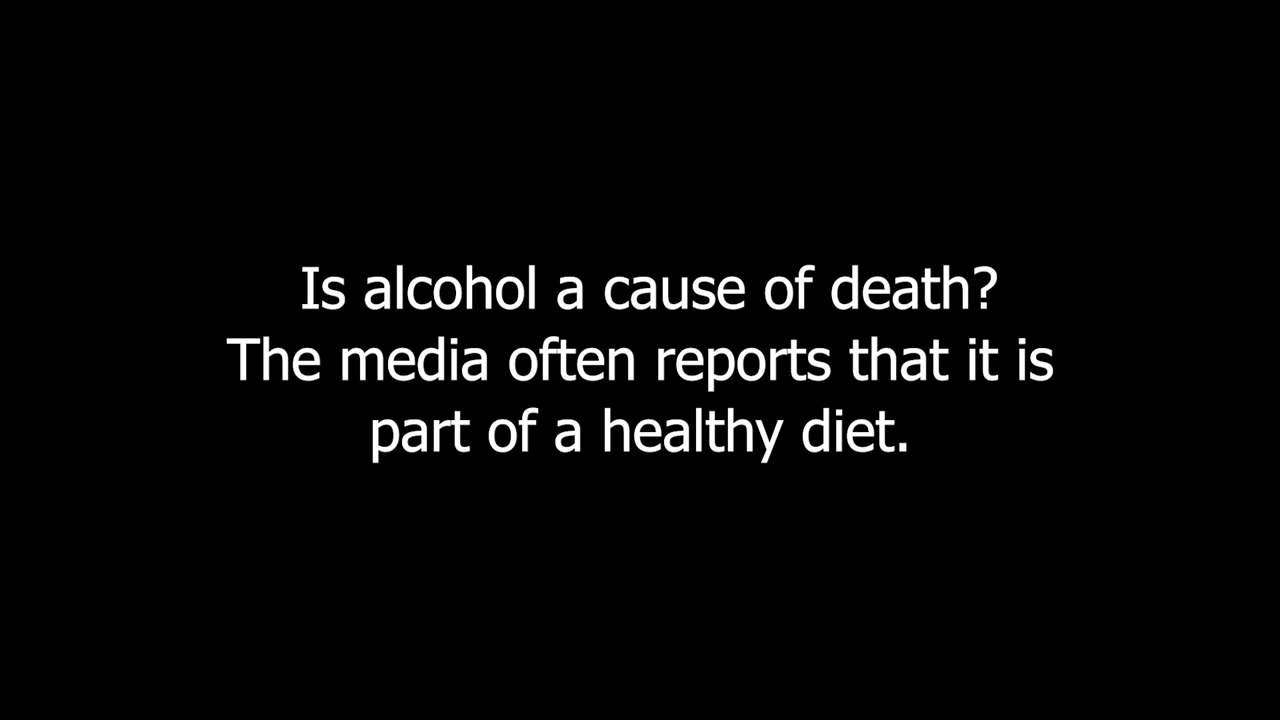 Is alcohol a cause of death?
The media often reports that it is
part of a healthy diet.